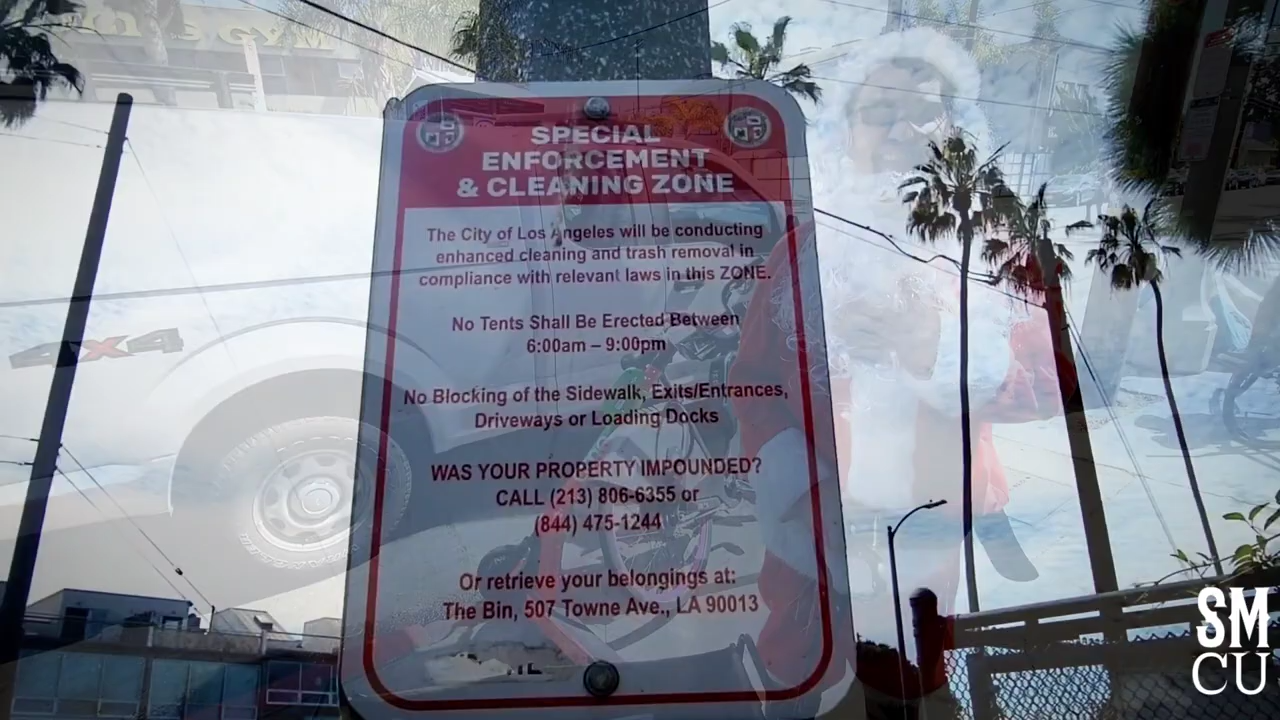 GYM
SPECIAL
ENFORCEMENT
& CLEANING ZONE
The City of Los Angeles will be conducting
enhanced cleaning and trash removal in
compliance with relevant laws in this ZONE.
No Tents Shall Be Erected Between
6:00am – 9:00pm
No Blocking of the Sidewalk, Exits/Entrances,
Driveways or Loading Docks
WAS YOUR PROPERTY IMPOUNDED?
CALL (213) 806-6355 or
(844) 475-1244
Or retrieve your belongings at:
The Bin, 507 Towne Ave., LA 90013
4X4
SM
CU